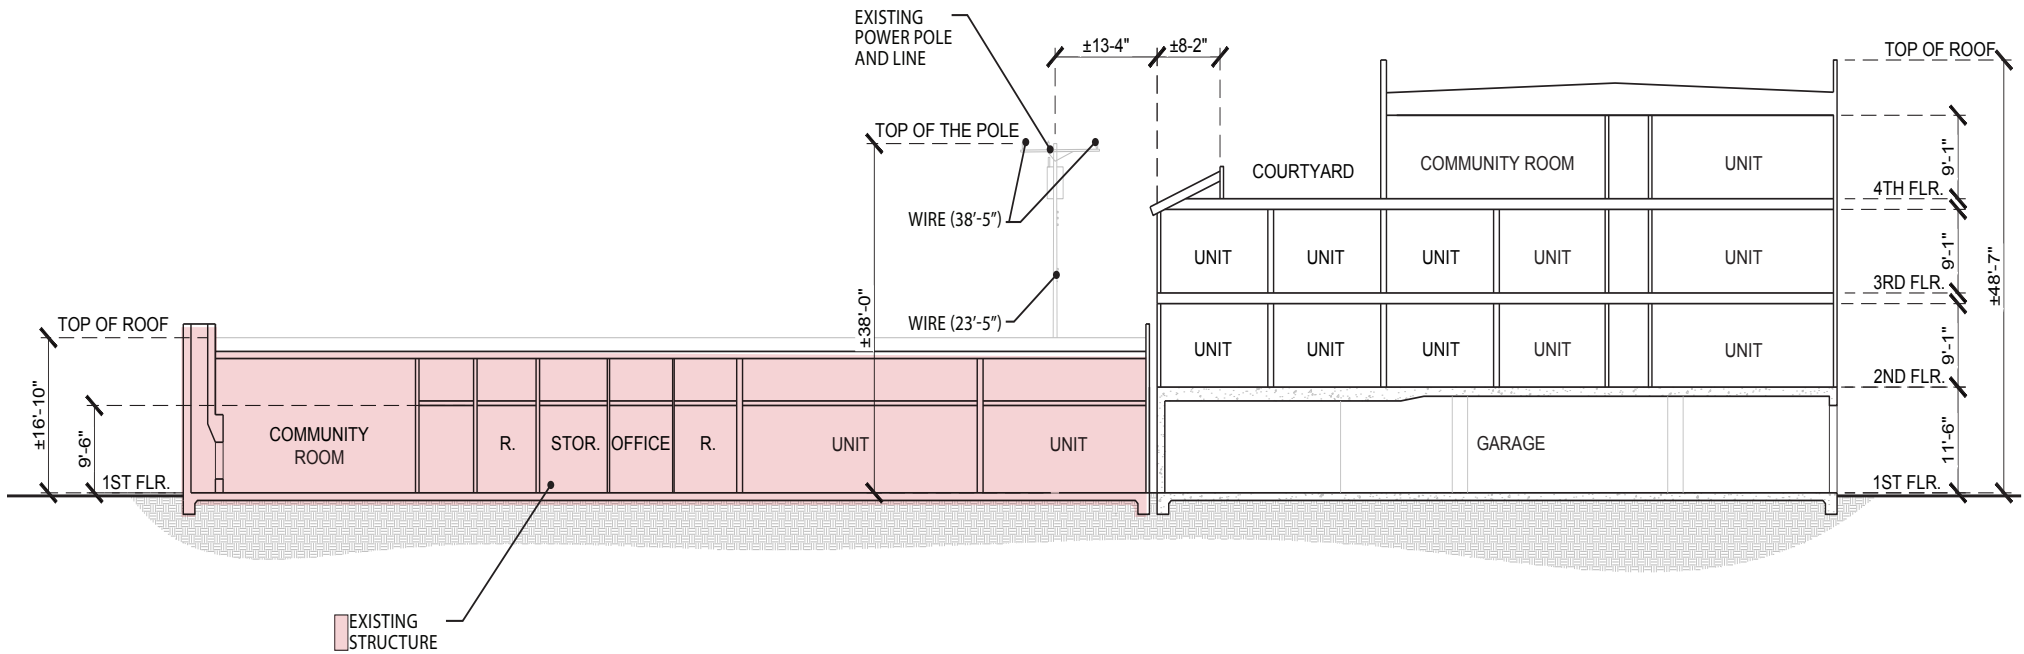 EXISTING
POWER POLE
AND LINE
±13-4"
±8-2"
TOP OF ROOF
TOP OF THE POLE
COURTYARD
COMMUNITY ROOM
UNIT
9'-1"
4TH FLR.
WIRE (38'-5")
UNIT
UNIT
UNIT
UNIT
UNIT
9'-1"
3RD FLR.
±48'-7"
±38'-0"
WIRE (23'-5")
TOP OF ROOF
UNIT
UNIT
UNIT
UNIT
UNIT
9'-1"
2ND FLR.
±16'-10"
9'-6"
COMMUNITY
ROOM
R.
STOR.
OFFICE
R.
UNIT
UNIT
GARAGE
11'-6"
1ST FLR.
1ST FLR.
EXISTING
STRUCTURE